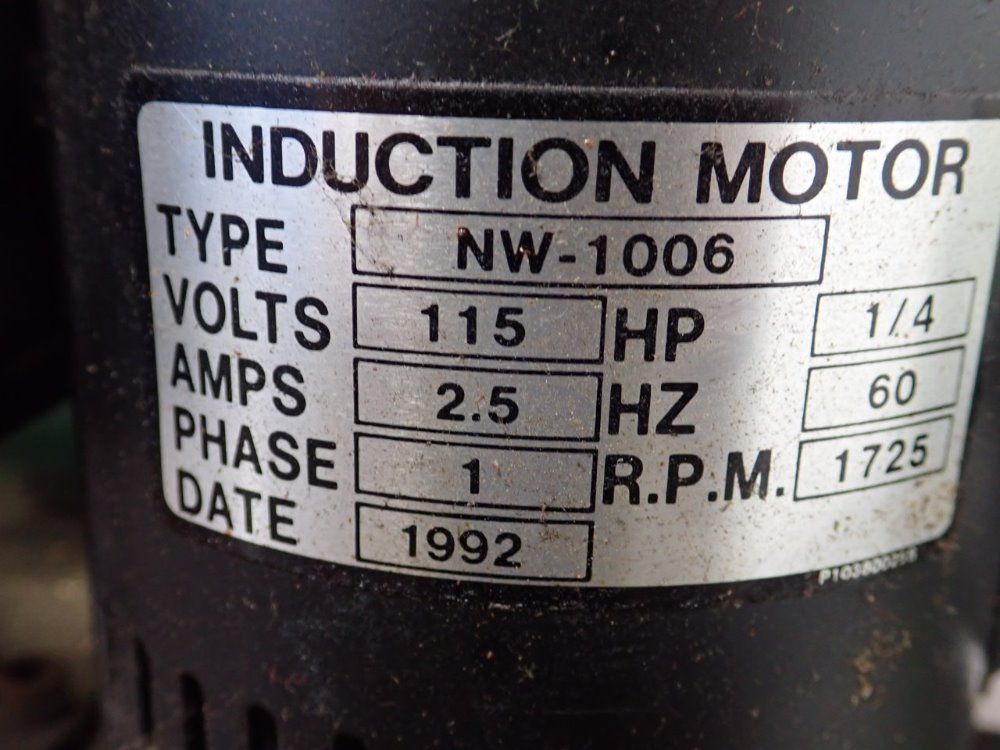 INDUCTION MOTOR
TYPE NW-1006
VOLTS 115 HP 1/4
AMPS 2.5 HZ 60
PHASE 1 R.P.M. 1725
DATE 1992